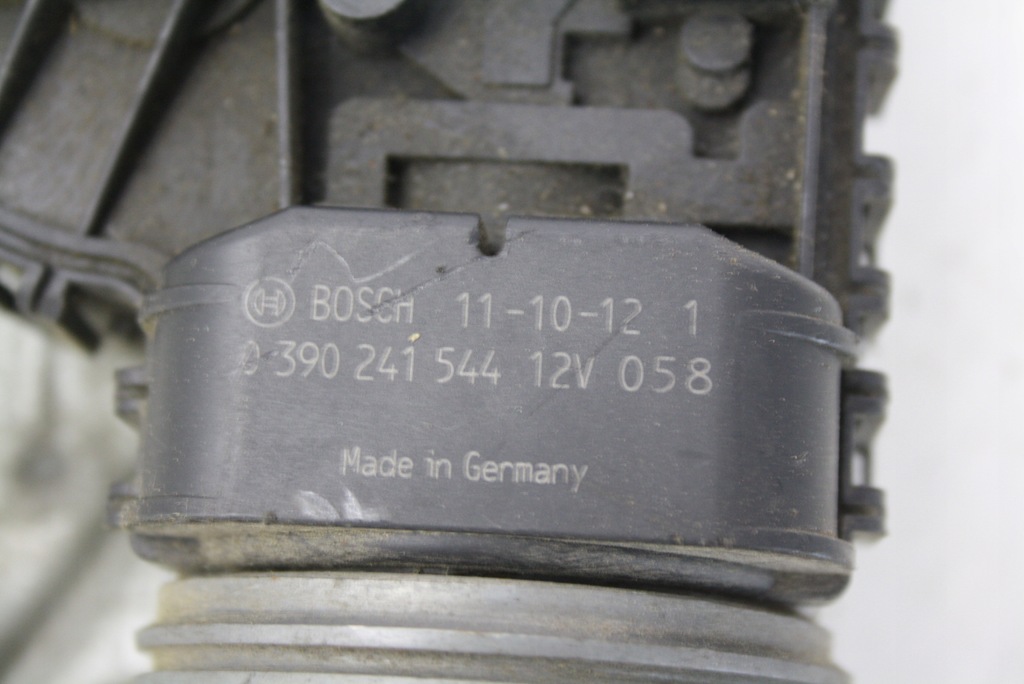 BOSCH 11-10-12 1
0 390 241 544 12V 058
Made in Germany